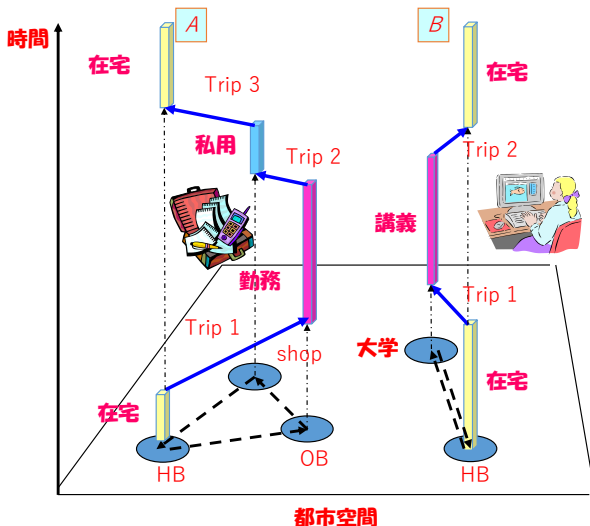 時間
A
B
在宅
在宅
Trip 3
私用
Trip 2
Trip 2
講義
勤務
Trip 1
Trip 1
shop
大学
在宅
在宅
HB
OB
HB
都市空間